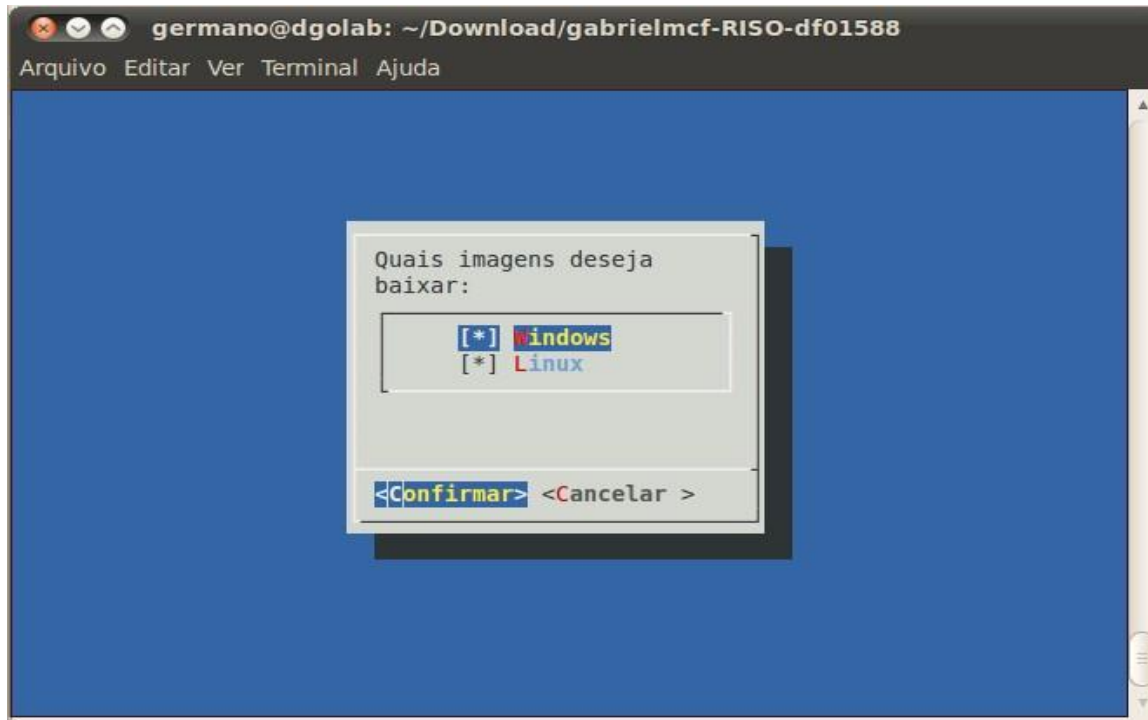 germano@dgolab: ~/Download/gabrielmcf-RISO-df01588
Arquivo Editar Ver Terminal Ajuda
Quais imagens deseja
baixar:
[*] Windows
[*] Linux
<Confirmar> <Cancelar >